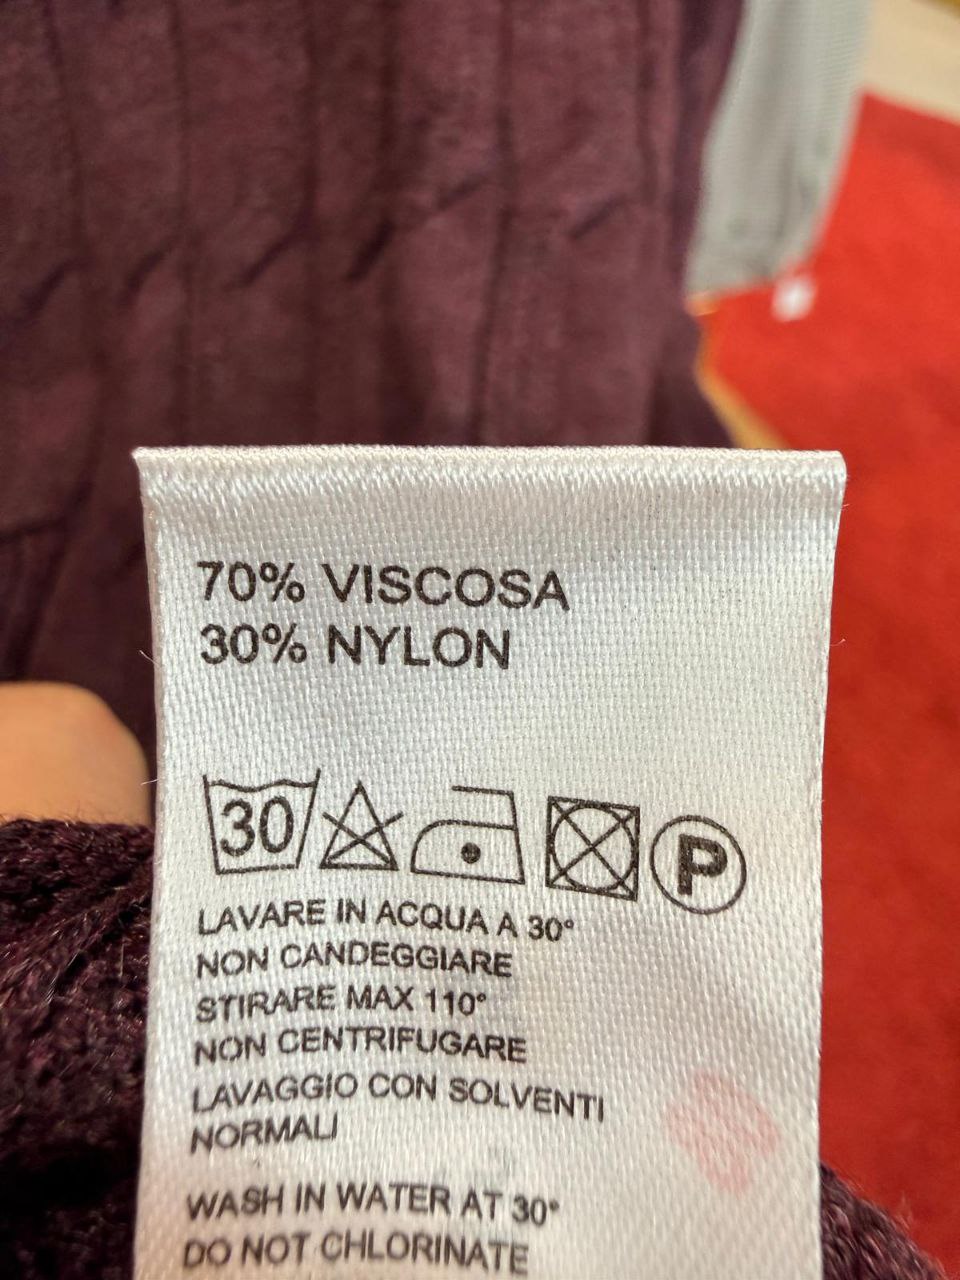 70% VISCOSA
30% NYLON
30 P
LAVARE IN ACQUA A 30°
NON CANDEGGIARE
STIRARE MAX 110°
NON CENTRIFUGARE
LAVAGGIO CON SOLVENTI
NORMALI
WASH IN WATER AT 30°
DO NOT CHLORINATE